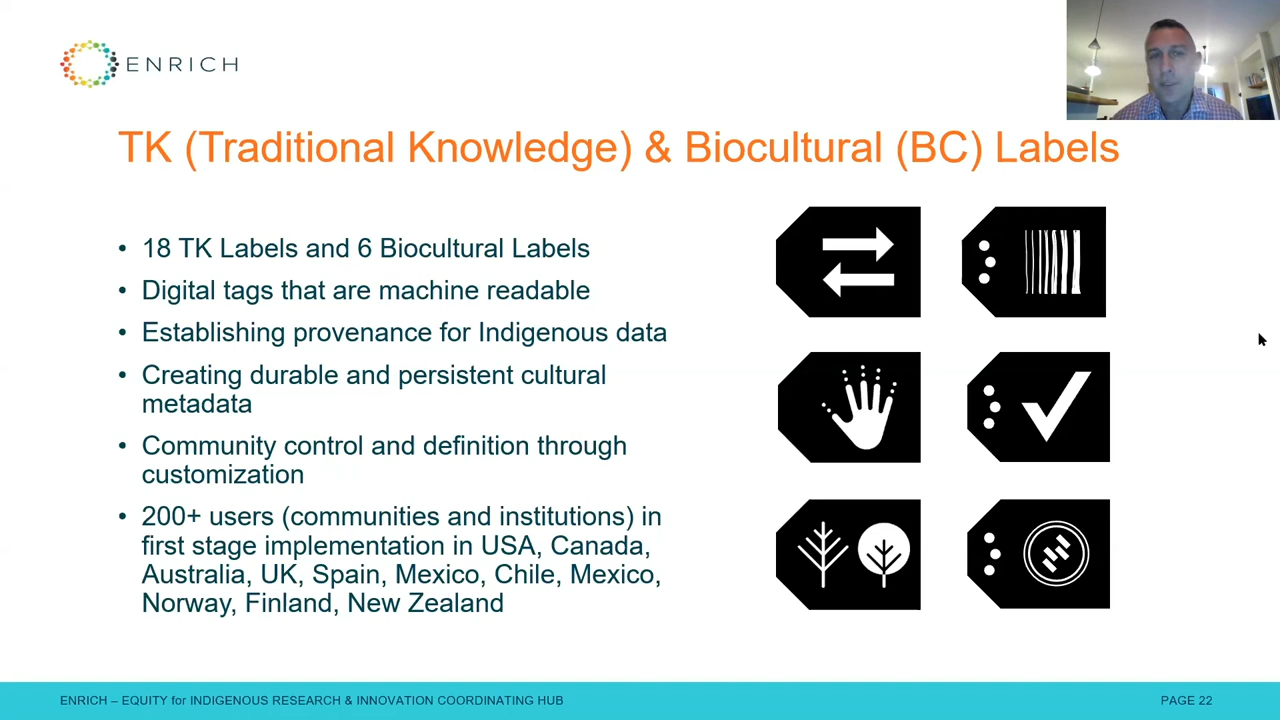 ENRICH
TK (Traditional Knowledge) & Biocultural (BC) Labels
• 18 TK Labels and 6 Biocultural Labels
• Digital tags that are machine readable
• Establishing provenance for Indigenous data
• Creating durable and persistent cultural
metadata
• Community control and definition through
customization
• 200+ users (communities and institutions) in
first stage implementation in USA, Canada,
Australia, UK, Spain, Mexico, Chile, Mexico,
Norway, Finland, New Zealand
ENRICH – EQUITY for INDIGENOUS RESEARCH & INNOVATION COORDINATING HUB
PAGE 22